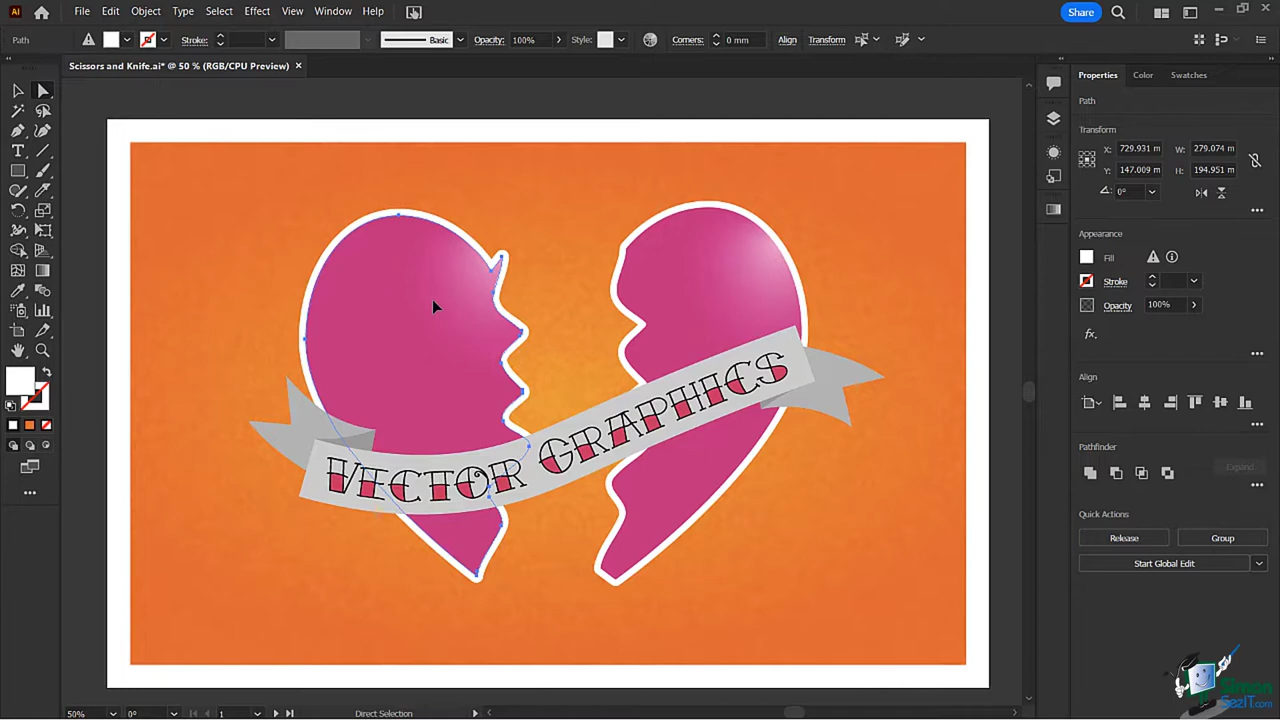 Ai File Edit Object Type Select Effect View Window Help Share
Path Stroke: Basic Opacity: 100% Style: Corners: 0 mm Align Transform
Scissors and Knife.ai* @ 50 % (RGB/CPU Preview) ×
Properties Color Swatches
Path
Transform
X: 729.931 m W: 279.074 m
Y: 147.009 m H: 194.951 m
0°
Appearance
Fill
Stroke
Opacity 100%
fx.
Align
Pathfinder
Expand
Quick Actions
Release Group
Start Global Edit
VECTOR GRAPHICS
Simon
SezIT.com
50% 0° 1 Direct Selection